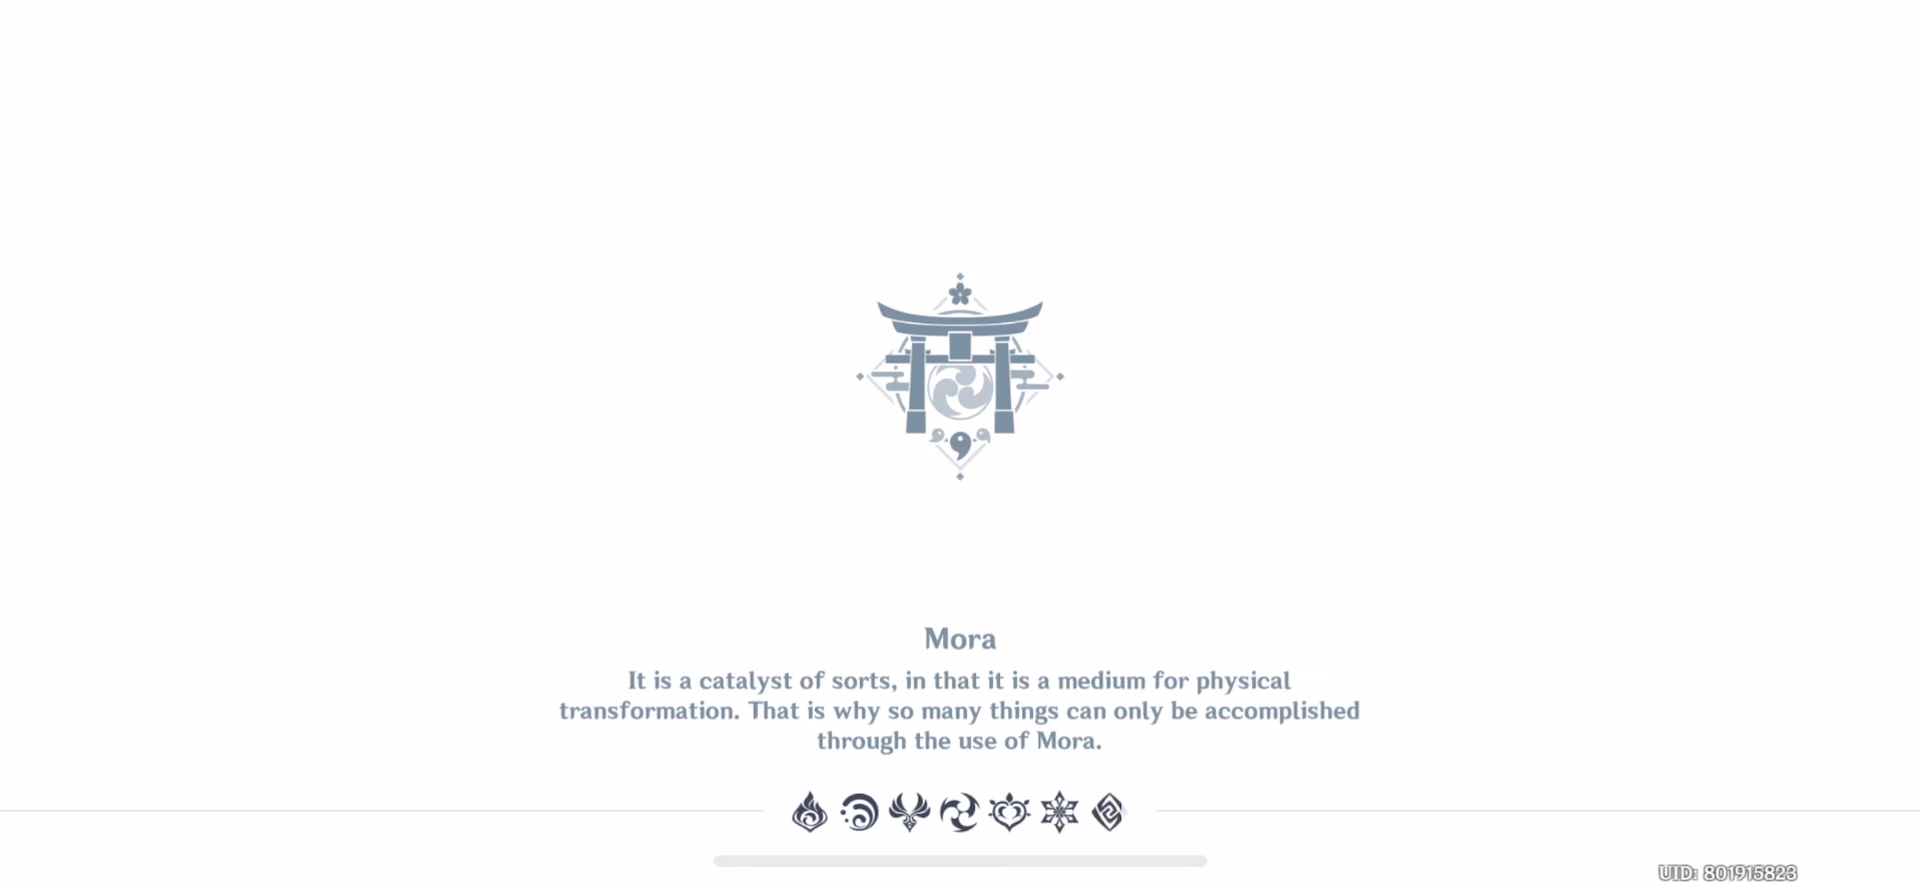 Mora
It is a catalyst of sorts, in that it is a medium for physical
transformation. That is why so many things can only be accomplished
through the use of Mora.
UID: 801915823